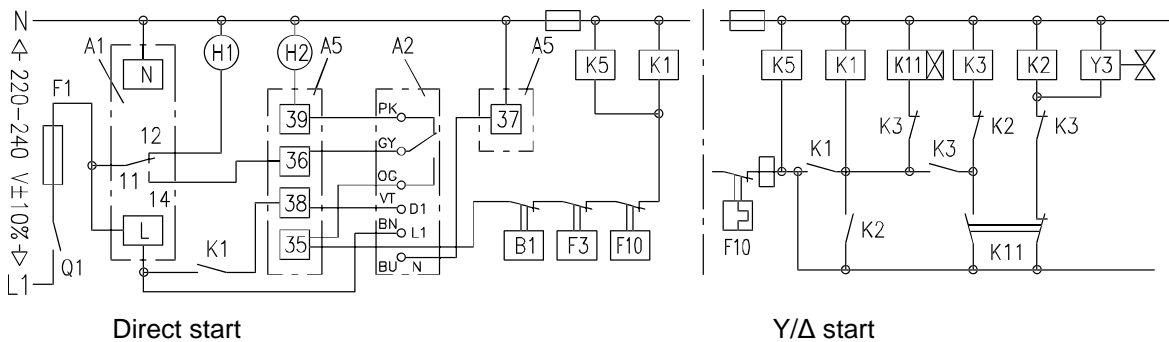 N
A1
H1
H2
A5
A2
A5
K5
K1
K5
K1
K11
K3
K2
Y3
220-240 V±10%
N
F1
39
PK
37
12
36
GY
K3
K2
K3
11
OG
K1
K3
14
38
VT
D1
L
K1
35
BN
L1
B1
F3
F10
F10
K2
K11
Q1
BU
N
L1
Direct start
Y/Δ start